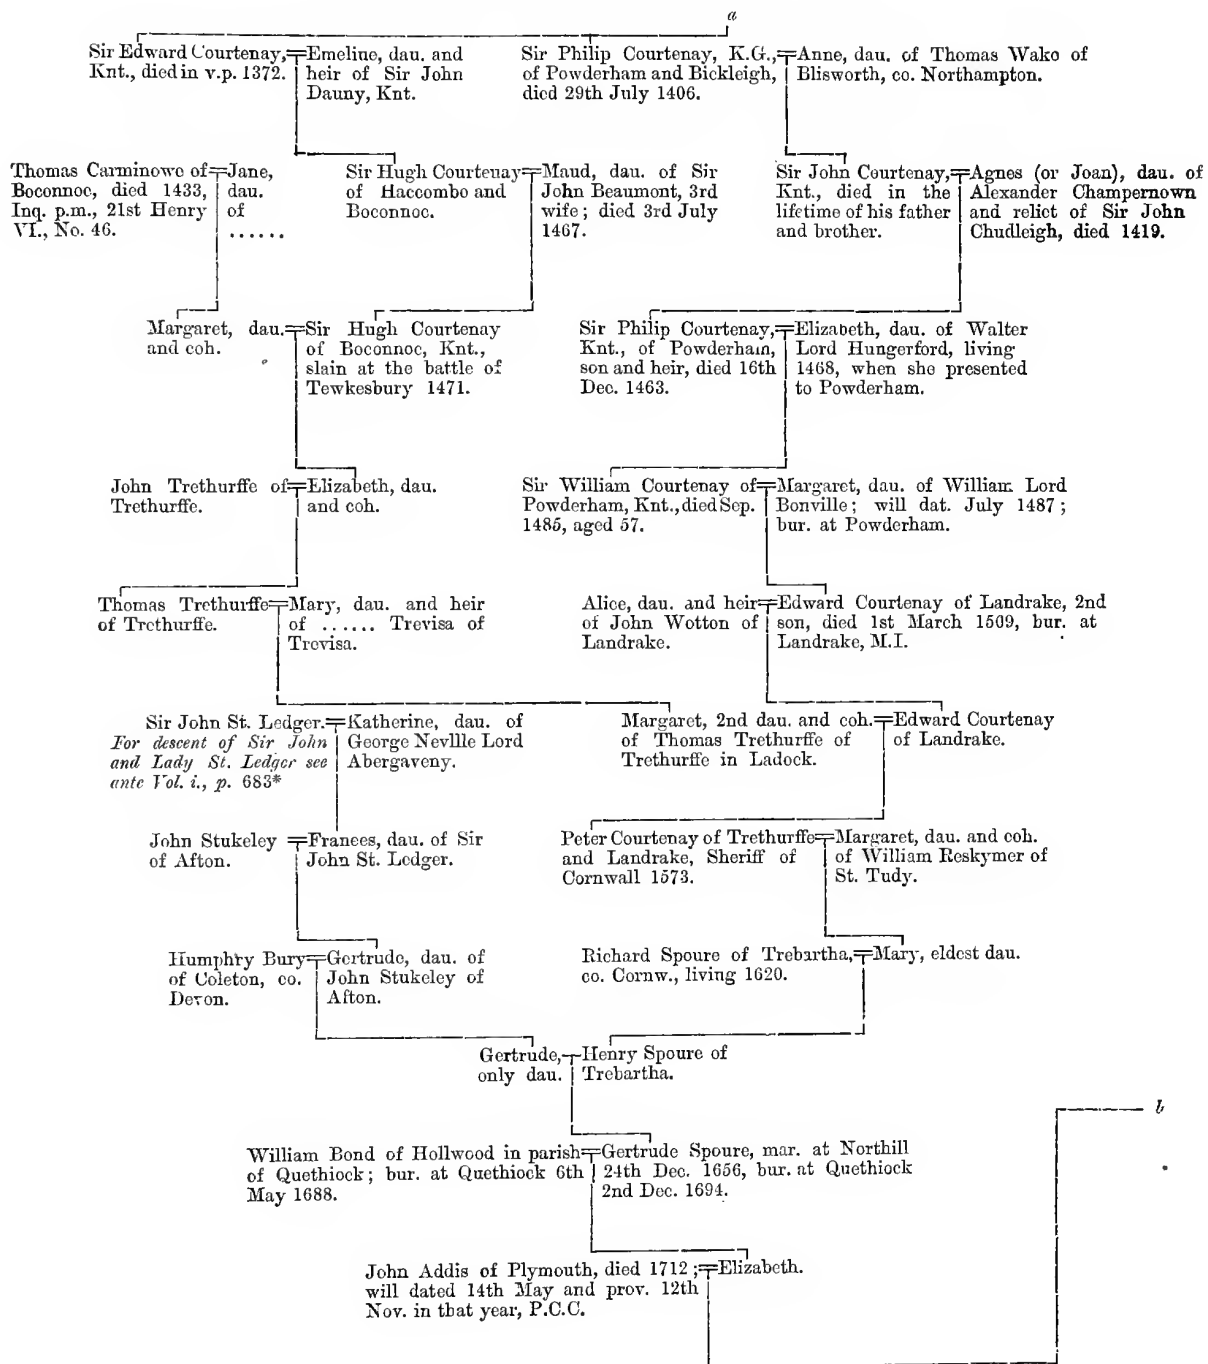 a
Sir Edward Courtenay,
Knt., died in v.p. 1372.
Emeline, dau. and
heir of Sir John
Dauny, Knt.
Sir Philip Courtenay, K.G.,
of Powderham and Bickleigh,
died 29th July 1406.
Anne, dau. of Thomas Wake of
Blisworth, co. Northampton.
Thomas Carminowe of
Boconnoc, died 1433,
Inq. p.m., 21st Henry
VI., No. 46.
Jane,
dau.
of
......
Sir Hugh Courtenay
of Haccombo and
Boconnoc.
Maud, dau. of Sir
John Beaumont, 3rd
wife; died 3rd July
1467.
Sir John Courtenay,
Knt., died in the
lifetime of his father
and brother.
Agnes (or Joan), dau. of
Alexander Champernown
and relict of Sir John
Chudleigh, died 1419.
Margaret, dau.
and coh.
Sir Hugh Courtenay
of Boconnoc, Knt.,
slain at the battle of
Tewkesbury 1471.
Sir Philip Courtenay,
Knt., of Powderham,
son and heir, died 16th
Dec. 1463.
Elizabeth, dau. of Walter
Lord Hungerford, living
1468, when she presented
to Powderham.
John Trethurffe of
Trethurffe.
Elizabeth, dau.
and coh.
Sir William Courtenay of
Powderham, Knt., died Sep.
1485, aged 57.
Margaret, dau. of William Lord
Bonville; will dat. July 1487;
bur. at Powderham.
Thomas Trethurffe
of Trethurffe.
Mary, dau. and heir
of ...... Trevisa of
Trevisa.
Alice, dau. and heir
of John Wotton of
Landrake.
Edward Courtenay of Landrake, 2nd
son, died 1st March 1509, bur. at
Landrake, M.I.
Sir John St. Ledger.
For descent of Sir John
and Lady St. Ledger see
ante Vol. i., p. 683*
Katherine, dau. of
George Nevllle Lord
Abergaveny.
Margaret, 2nd dau. and coh.
of Thomas Trethurffe of
Trethurffe in Ladock.
Edward Courtenay
of Landrake.
John Stukeley
of Afton.
Franees, dau. of Sir
John St. Ledger.
Peter Courtenay of Trethurffe
and Landrake, Sheriff of
Cornwall 1573.
Margaret, dau. and coh.
of William Reskymer of
St. Tudy.
Humphry Bury
of Coleton, co.
Devon.
Gertrude, dau. of
John Stukeley of
Afton.
Richard Spoure of Trebartha,
co. Cornw., living 1620.
Mary, eldest dau.
Gertrude,
only dau.
Henry Spoure of
Trebartha.
b
William Bond of Hollwood in parish
of Quethiock; bur. at Quethiock 6th
May 1688.
Gertrude Spoure, mar. at Northill
24th Dec. 1656, bur. at Quethiock
2nd Dec. 1694.
John Addis of Plymouth, died 1712;
will dated 14th May and prov. 12th
Nov. in that year, P.C.C.
Elizabeth.